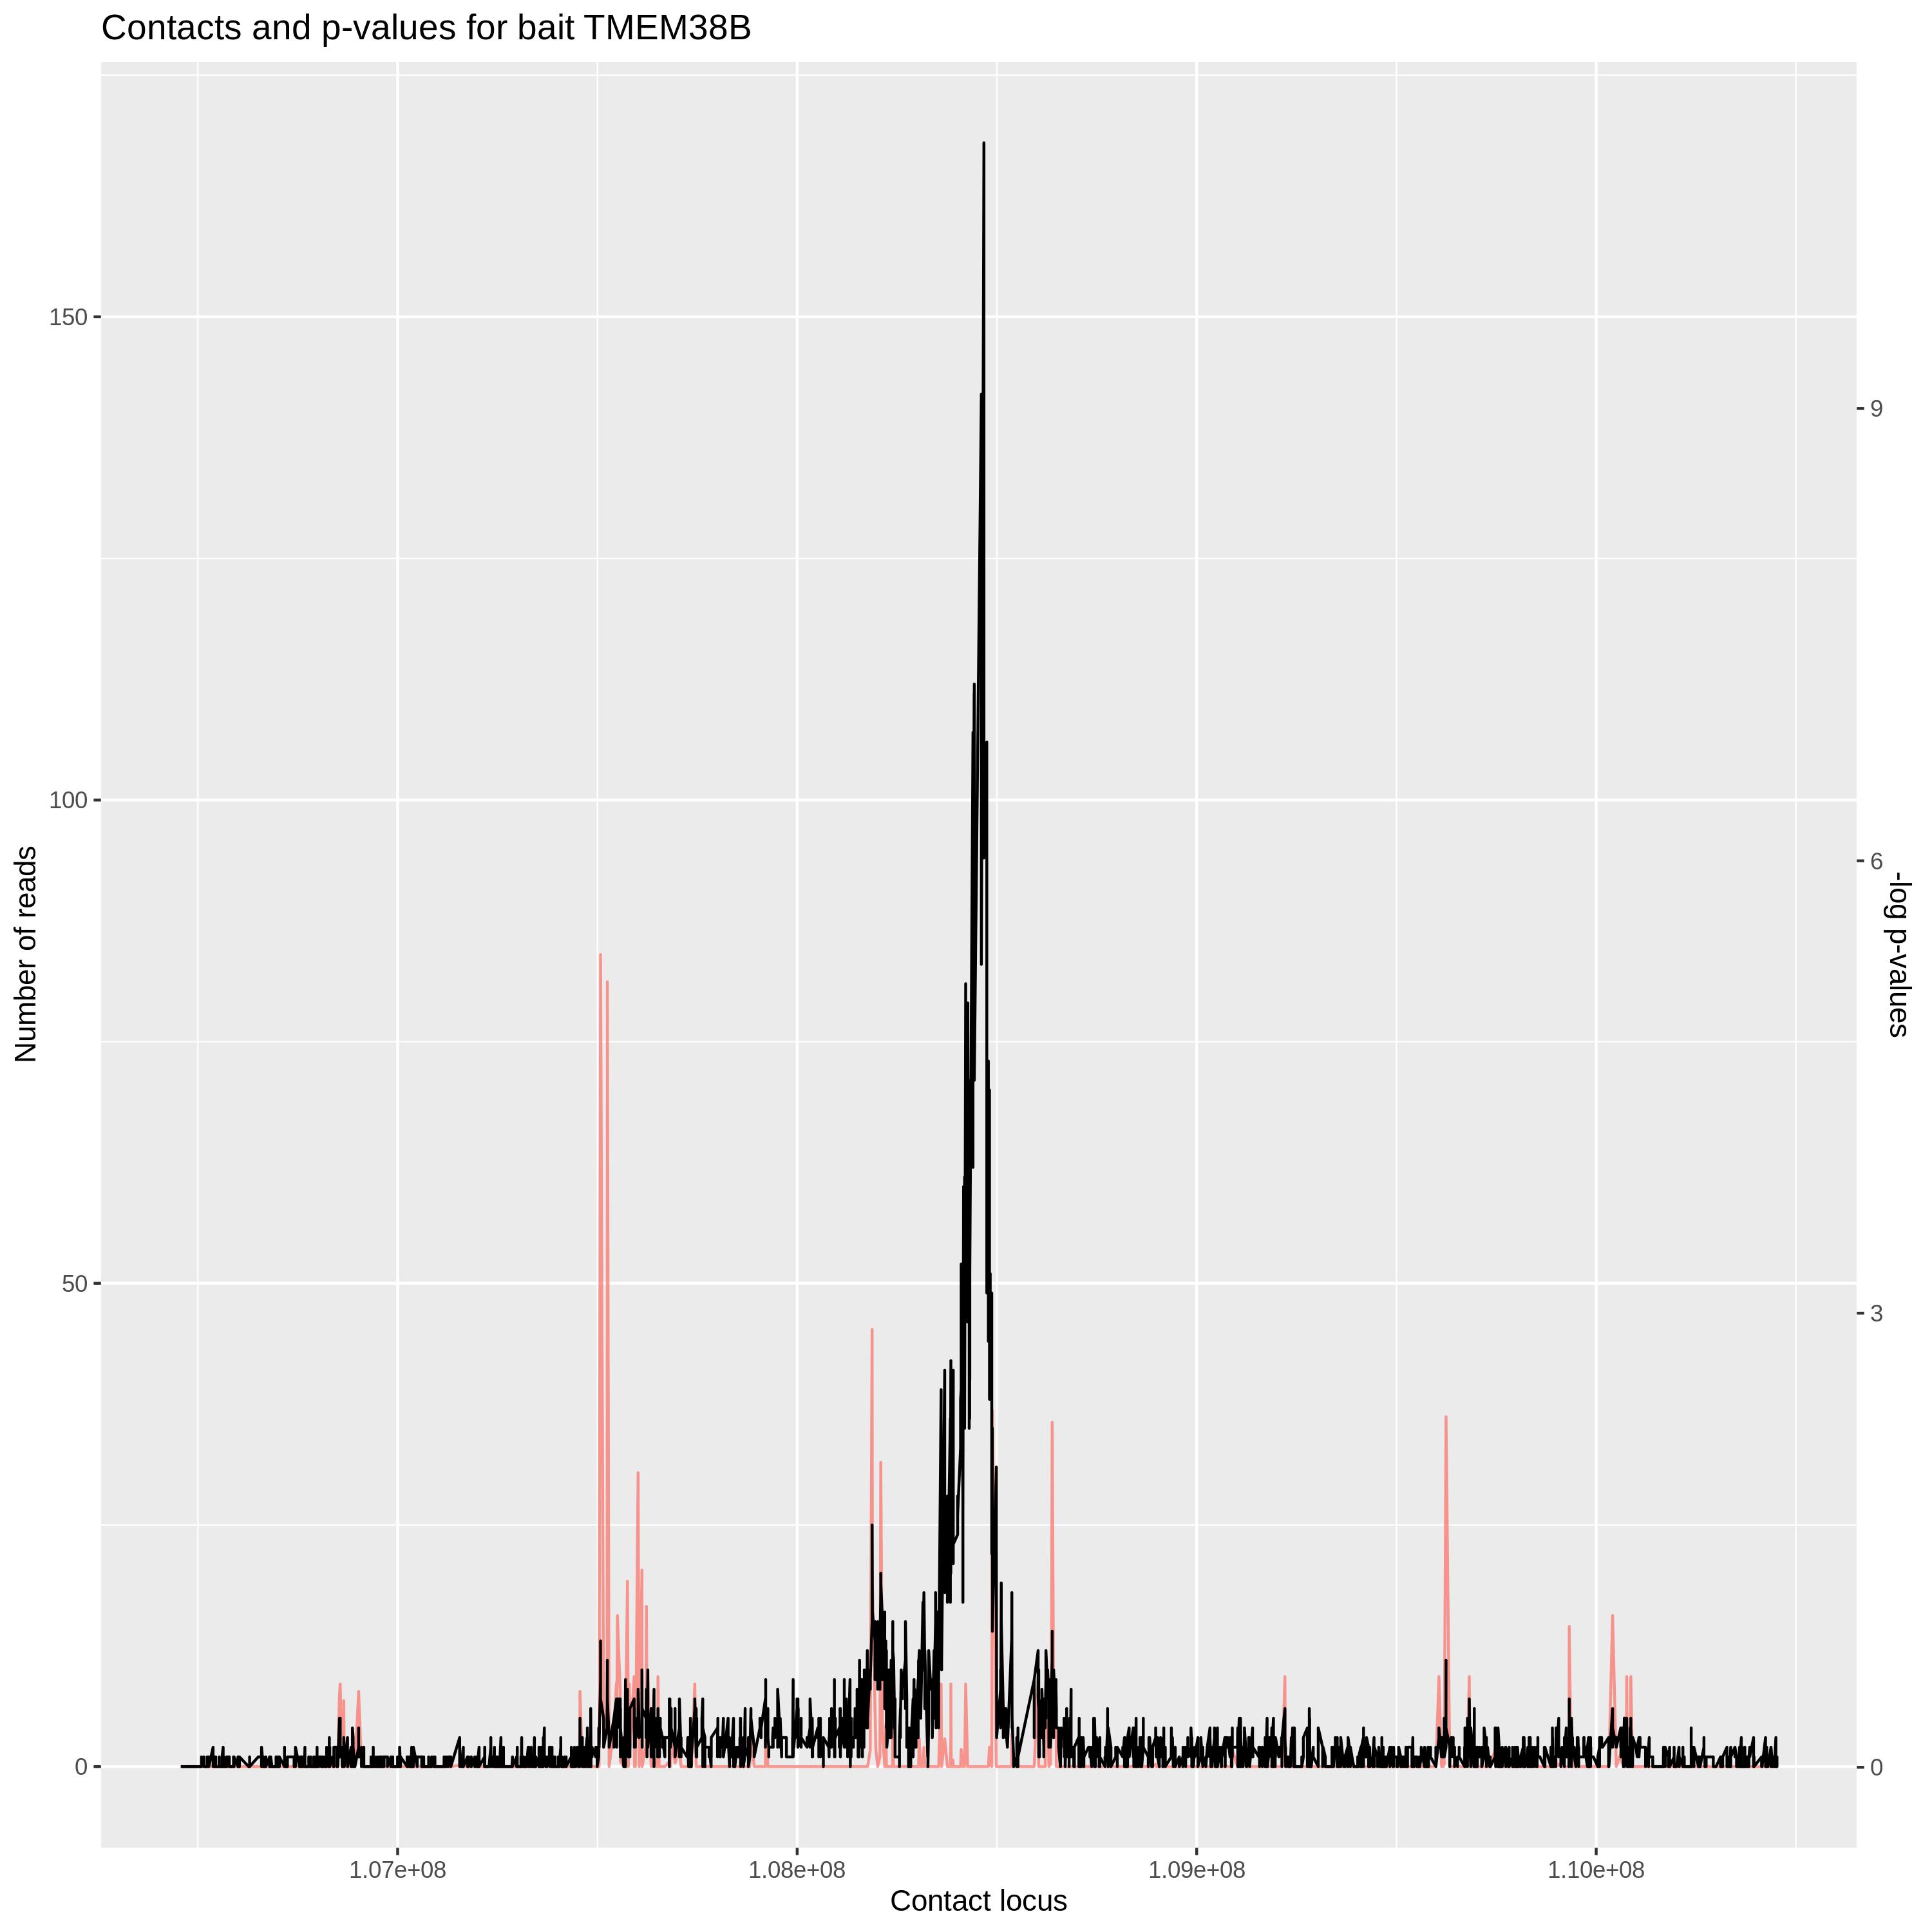 Contacts and p-values for bait TMEM38B
150
100
50
0
Number of reads
9
6
3
0
-log p-values
1.07e+08
1.08e+08
1.09e+08
1.10e+08
Contact locus